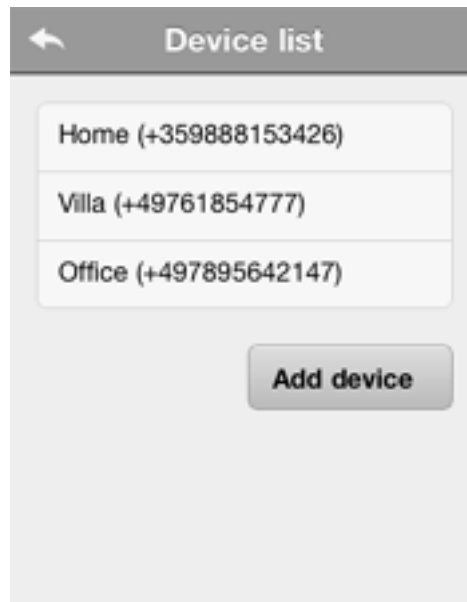 Device list
Home (+359888153426)
Villa (+49761854777)
Office (+497895642147)
Add device